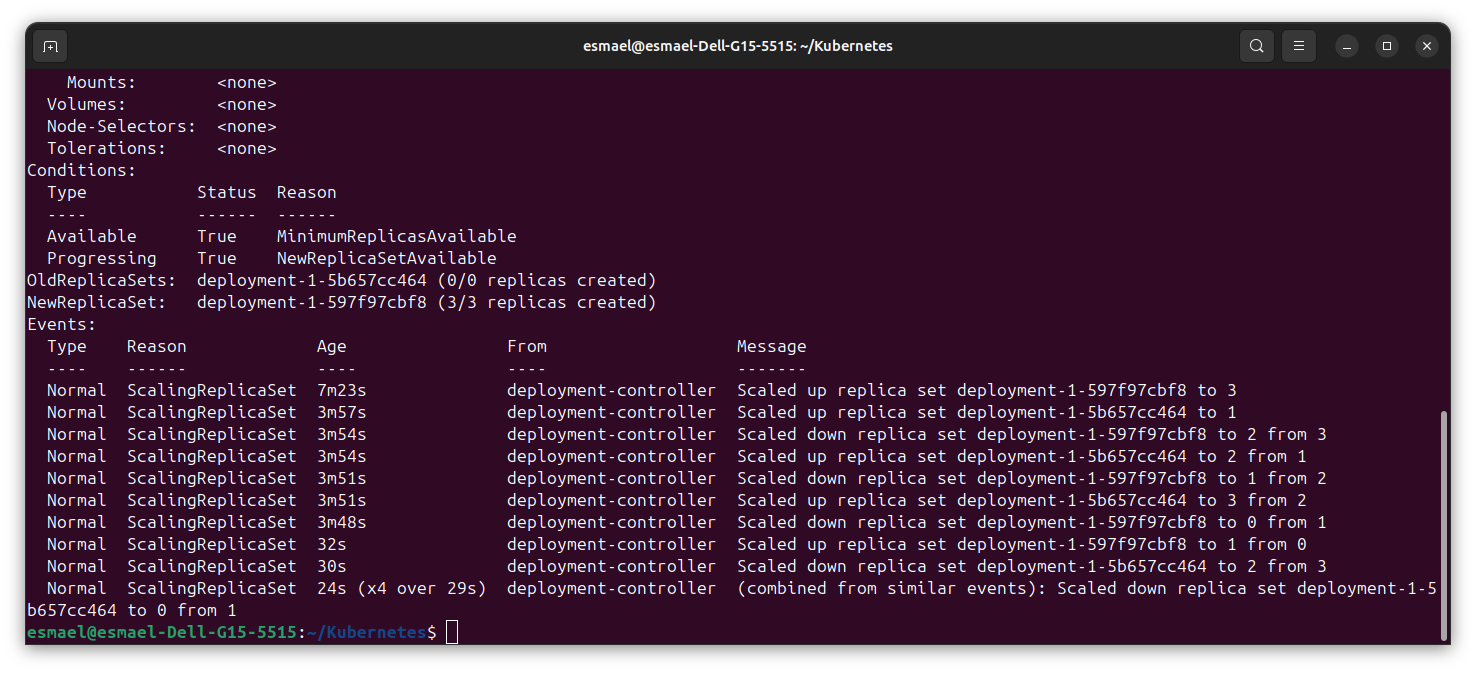 esmael@esmael-Dell-G15-5515: ~/Kubernetes
    Mounts:        <none>
  Volumes:         <none>
  Node-Selectors:  <none>
  Tolerations:     <none>
Conditions:
  Type           Status  Reason
  ----           ------  ------
  Available      True    MinimumReplicasAvailable
  Progressing    True    NewReplicaSetAvailable
OldReplicaSets:  deployment-1-5b657cc464 (0/0 replicas created)
NewReplicaSet:   deployment-1-597f97cbf8 (3/3 replicas created)
Events:
  Type    Reason             Age                From                   Message
  ----    ------             ----               ----                   -------
  Normal  ScalingReplicaSet  7m23s              deployment-controller  Scaled up replica set deployment-1-597f97cbf8 to 3
  Normal  ScalingReplicaSet  3m57s              deployment-controller  Scaled up replica set deployment-1-5b657cc464 to 1
  Normal  ScalingReplicaSet  3m54s              deployment-controller  Scaled down replica set deployment-1-597f97cbf8 to 2 from 3
  Normal  ScalingReplicaSet  3m54s              deployment-controller  Scaled up replica set deployment-1-5b657cc464 to 2 from 1
  Normal  ScalingReplicaSet  3m51s              deployment-controller  Scaled down replica set deployment-1-597f97cbf8 to 1 from 2
  Normal  ScalingReplicaSet  3m51s              deployment-controller  Scaled up replica set deployment-1-5b657cc464 to 3 from 2
  Normal  ScalingReplicaSet  3m48s              deployment-controller  Scaled down replica set deployment-1-597f97cbf8 to 0 from 1
  Normal  ScalingReplicaSet  32s                deployment-controller  Scaled up replica set deployment-1-597f97cbf8 to 1 from 0
  Normal  ScalingReplicaSet  30s                deployment-controller  Scaled down replica set deployment-1-5b657cc464 to 2 from 3
  Normal  ScalingReplicaSet  24s (x4 over 29s)  deployment-controller  (combined from similar events): Scaled down replica set deployment-1-5
b657cc464 to 0 from 1
esmael@esmael-Dell-G15-5515:~/Kubernetes$